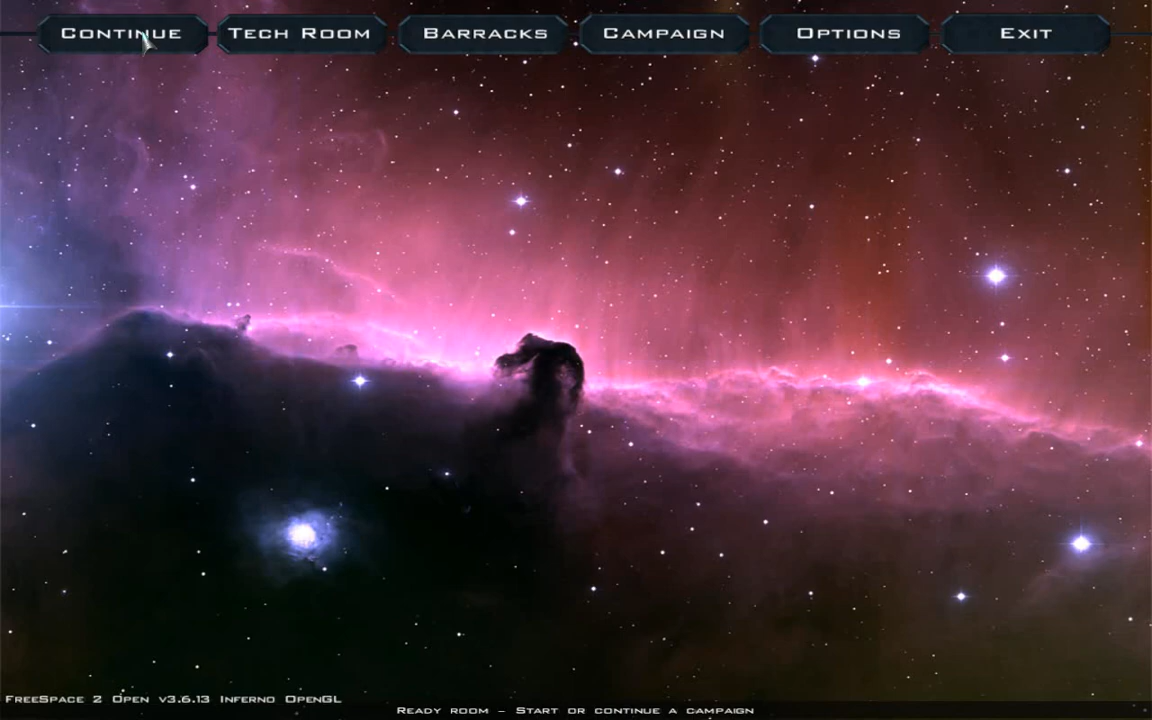 Continue
Tech Room
Barracks
Campaign
Options
Exit
FreeSpace 2 Open v3.6.13 Inferno OpenGL
Ready room - Start or continue a campaign